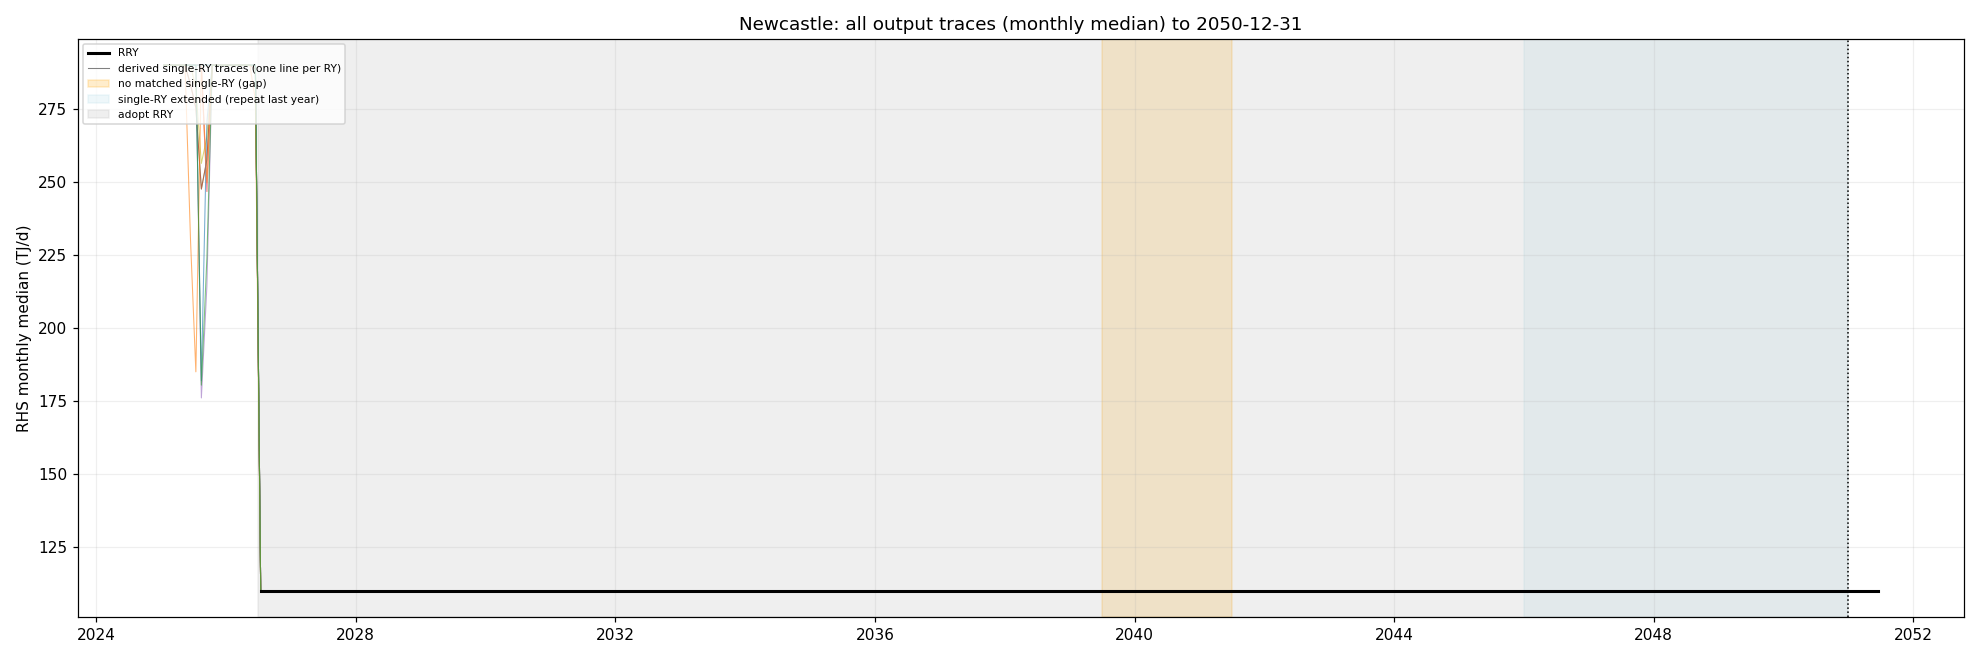 Newcastle: all output traces (monthly median) to 2050-12-31
RRY
derived single-RY traces (one line per RY)
no matched single-RY (gap)
single-RY extended (repeat last year)
adopt RRY
RHS monthly median (TJ/d)
275
250
225
200
175
150
125
2024
2028
2032
2036
2040
2044
2048
2052